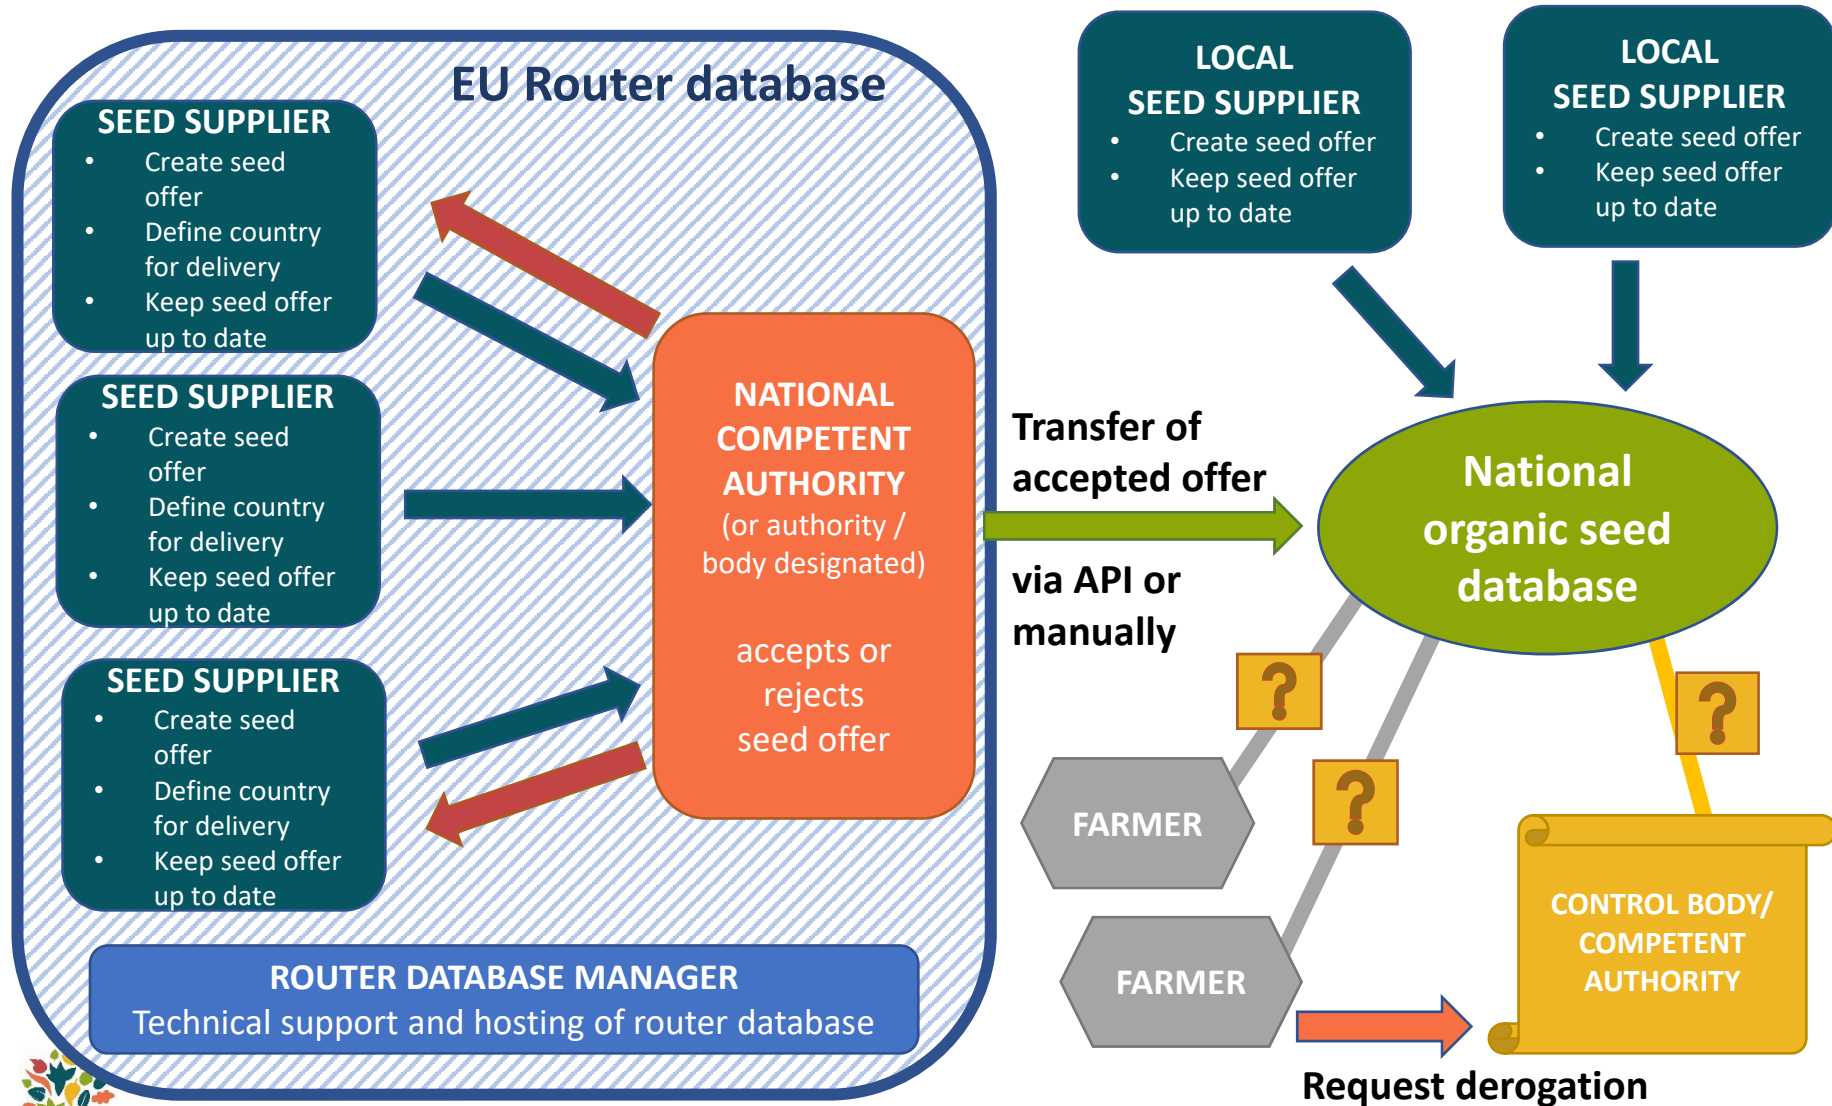 EU Router database
SEED SUPPLIER
• Create seed
offer
• Define country
for delivery
• Keep seed offer
up to date
SEED SUPPLIER
• Create seed
offer
• Define country
for delivery
• Keep seed offer
up to date
SEED SUPPLIER
• Create seed
offer
• Define country
for delivery
• Keep seed offer
up to date
NATIONAL
COMPETENT
AUTHORITY
(or authority /
body designated)
accepts or
rejects
seed offer
ROUTER DATABASE MANAGER
Technical support and hosting of router database
Transfer of
accepted offer
via API or
manually
LOCAL
SEED SUPPLIER
• Create seed offer
• Keep seed offer
up to date
LOCAL
SEED SUPPLIER
• Create seed offer
• Keep seed offer
up to date
National
organic seed
database
?
?
?
FARMER
FARMER
CONTROL BODY/
COMPETENT
AUTHORITY
Request derogation